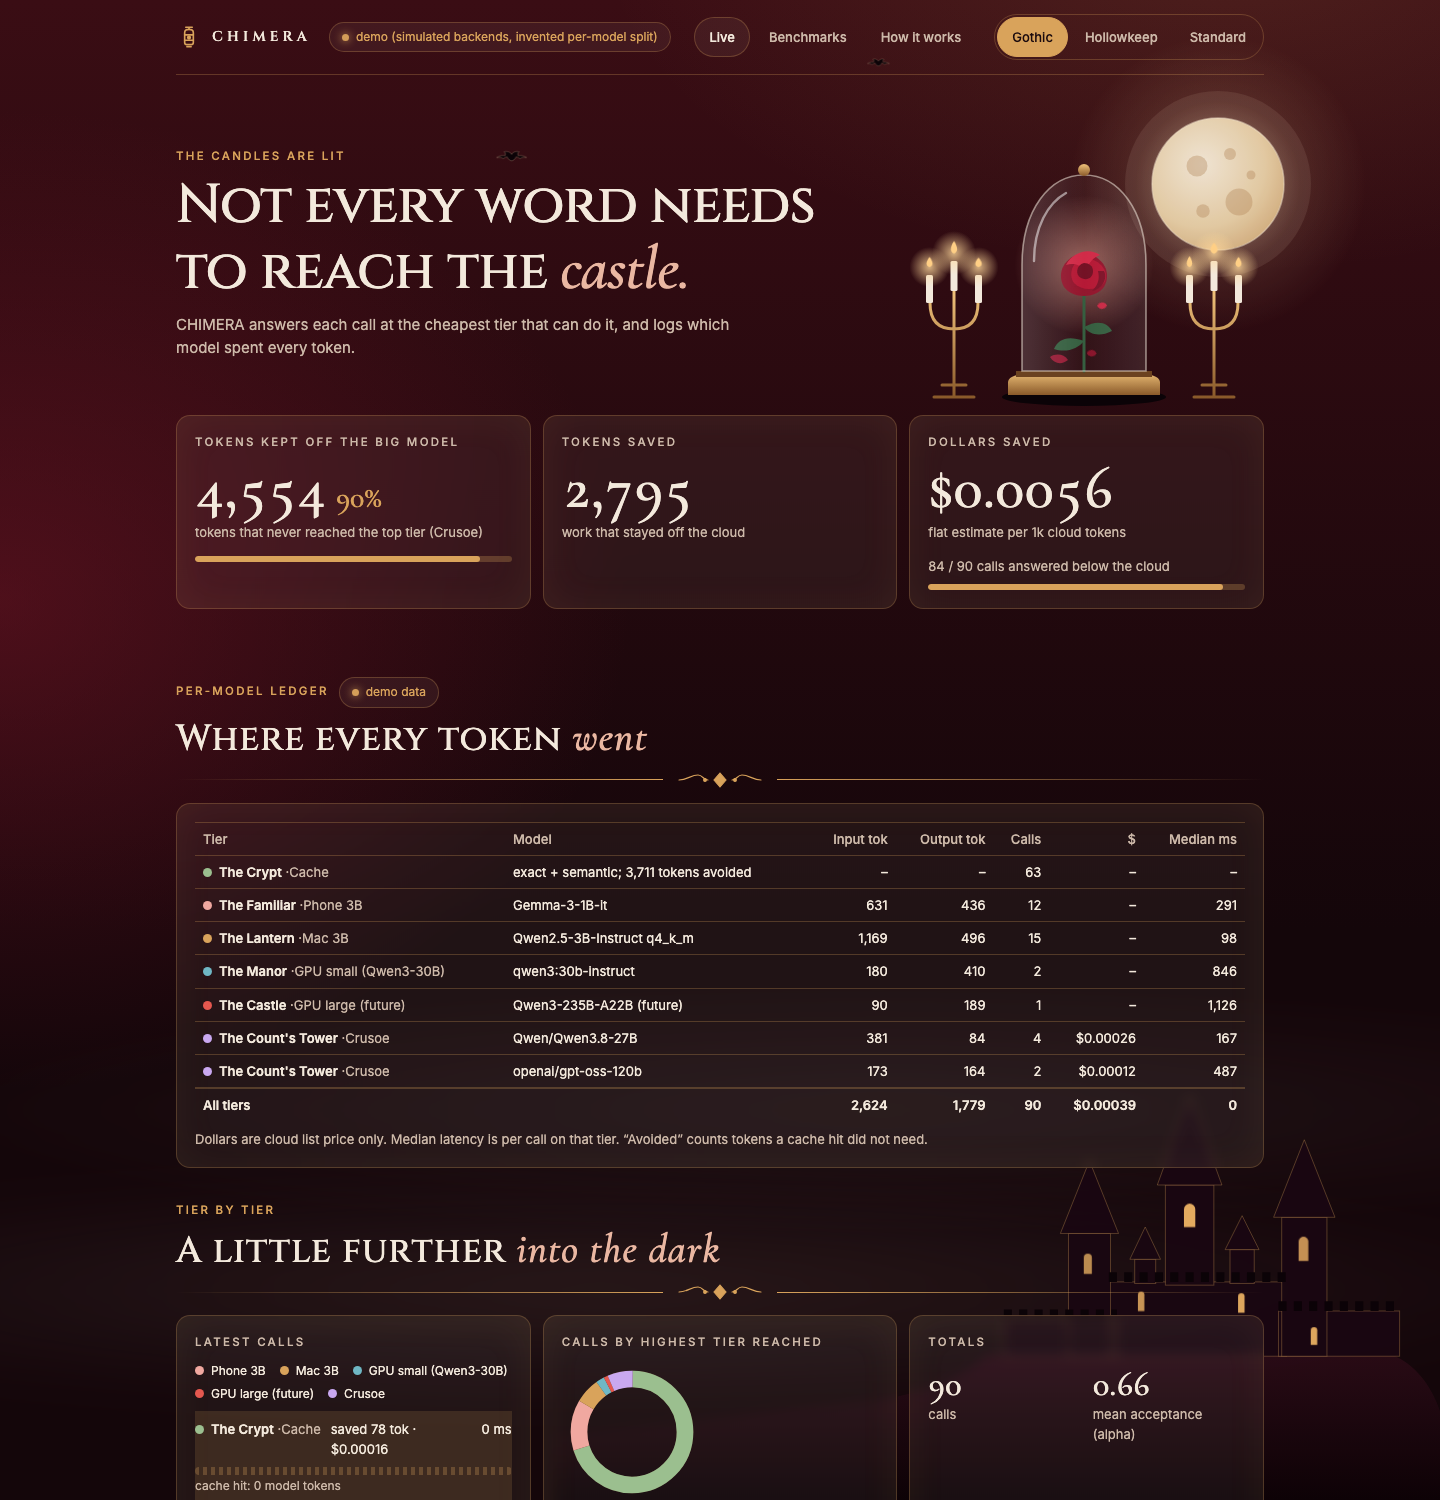 CHIMERA
demo (simulated backends, invented per-model split)
Live
Benchmarks
How it works
Gothic
Hollowkeep
Standard
THE CANDLES ARE LIT
NOT EVERY WORD NEEDS
TO REACH THE castle.
CHIMERA answers each call at the cheapest tier that can do it, and logs which
model spent every token.
TOKENS KEPT OFF THE BIG MODEL
4,554 90%
tokens that never reached the top tier (Crusoe)
TOKENS SAVED
2,795
work that stayed off the cloud
DOLLARS SAVED
$0.0056
flat estimate per 1k cloud tokens
84 / 90 calls answered below the cloud
PER-MODEL LEDGER
demo data
WHERE EVERY TOKEN went
Tier Model Input tok Output tok Calls $ Median ms
The Crypt ·Cache exact + semantic; 3,711 tokens avoided – – 63 – –
The Familiar ·Phone 3B Gemma-3-1B-it 631 436 12 – 291
The Lantern ·Mac 3B Qwen2.5-3B-Instruct q4_k_m 1,169 496 15 – 98
The Manor ·GPU small (Qwen3-30B) qwen3:30b-instruct 180 410 2 – 846
The Castle ·GPU large (future) Qwen3-235B-A22B (future) 90 189 1 – 1,126
The Count's Tower ·Crusoe Qwen/Qwen3.8-27B 381 84 4 $0.00026 167
The Count's Tower ·Crusoe openai/gpt-oss-120b 173 164 2 $0.00012 487
All tiers 2,624 1,779 90 $0.00039 0
Dollars are cloud list price only. Median latency is per call on that tier. “Avoided” counts tokens a cache hit did not need.
TIER BY TIER
A LITTLE FURTHER into the dark
LATEST CALLS
Phone 3B Mac 3B GPU small (Qwen3-30B)
GPU large (future) Crusoe
The Crypt ·Cache saved 78 tok · 0 ms
$0.00016
cache hit: 0 model tokens
CALLS BY HIGHEST TIER REACHED
TOTALS
90
calls
0.66
mean acceptance
(alpha)